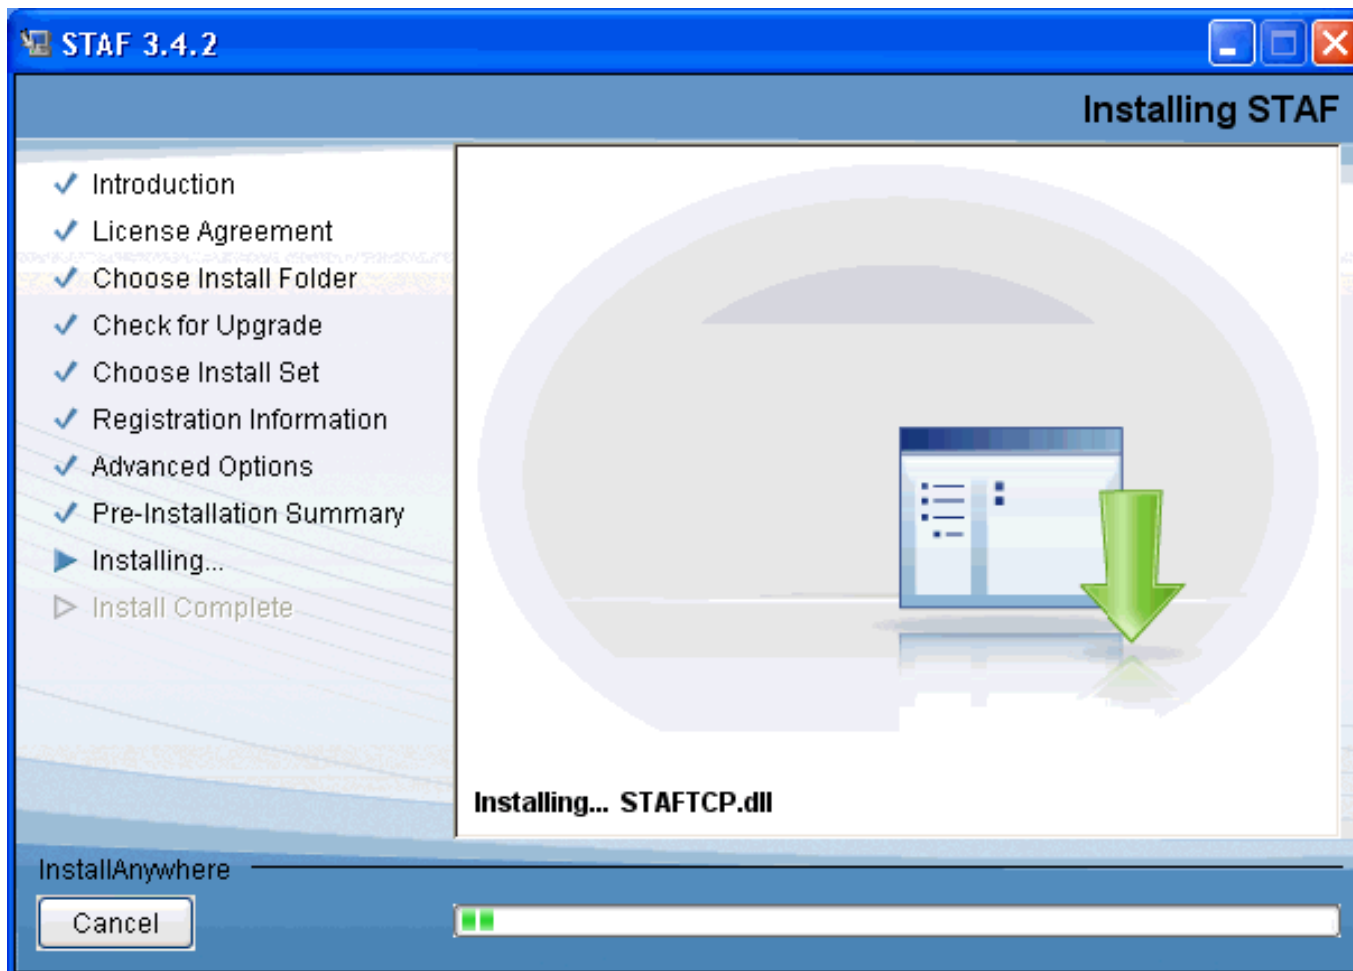 STAF 3.4.2
Installing STAF
Introduction
License Agreement
Choose Install Folder
Check for Upgrade
Choose Install Set
Registration Information
Advanced Options
Pre-Installation Summary
Installing...
Install Complete
Installing... STAFTCP.dll
InstallAnywhere
Cancel